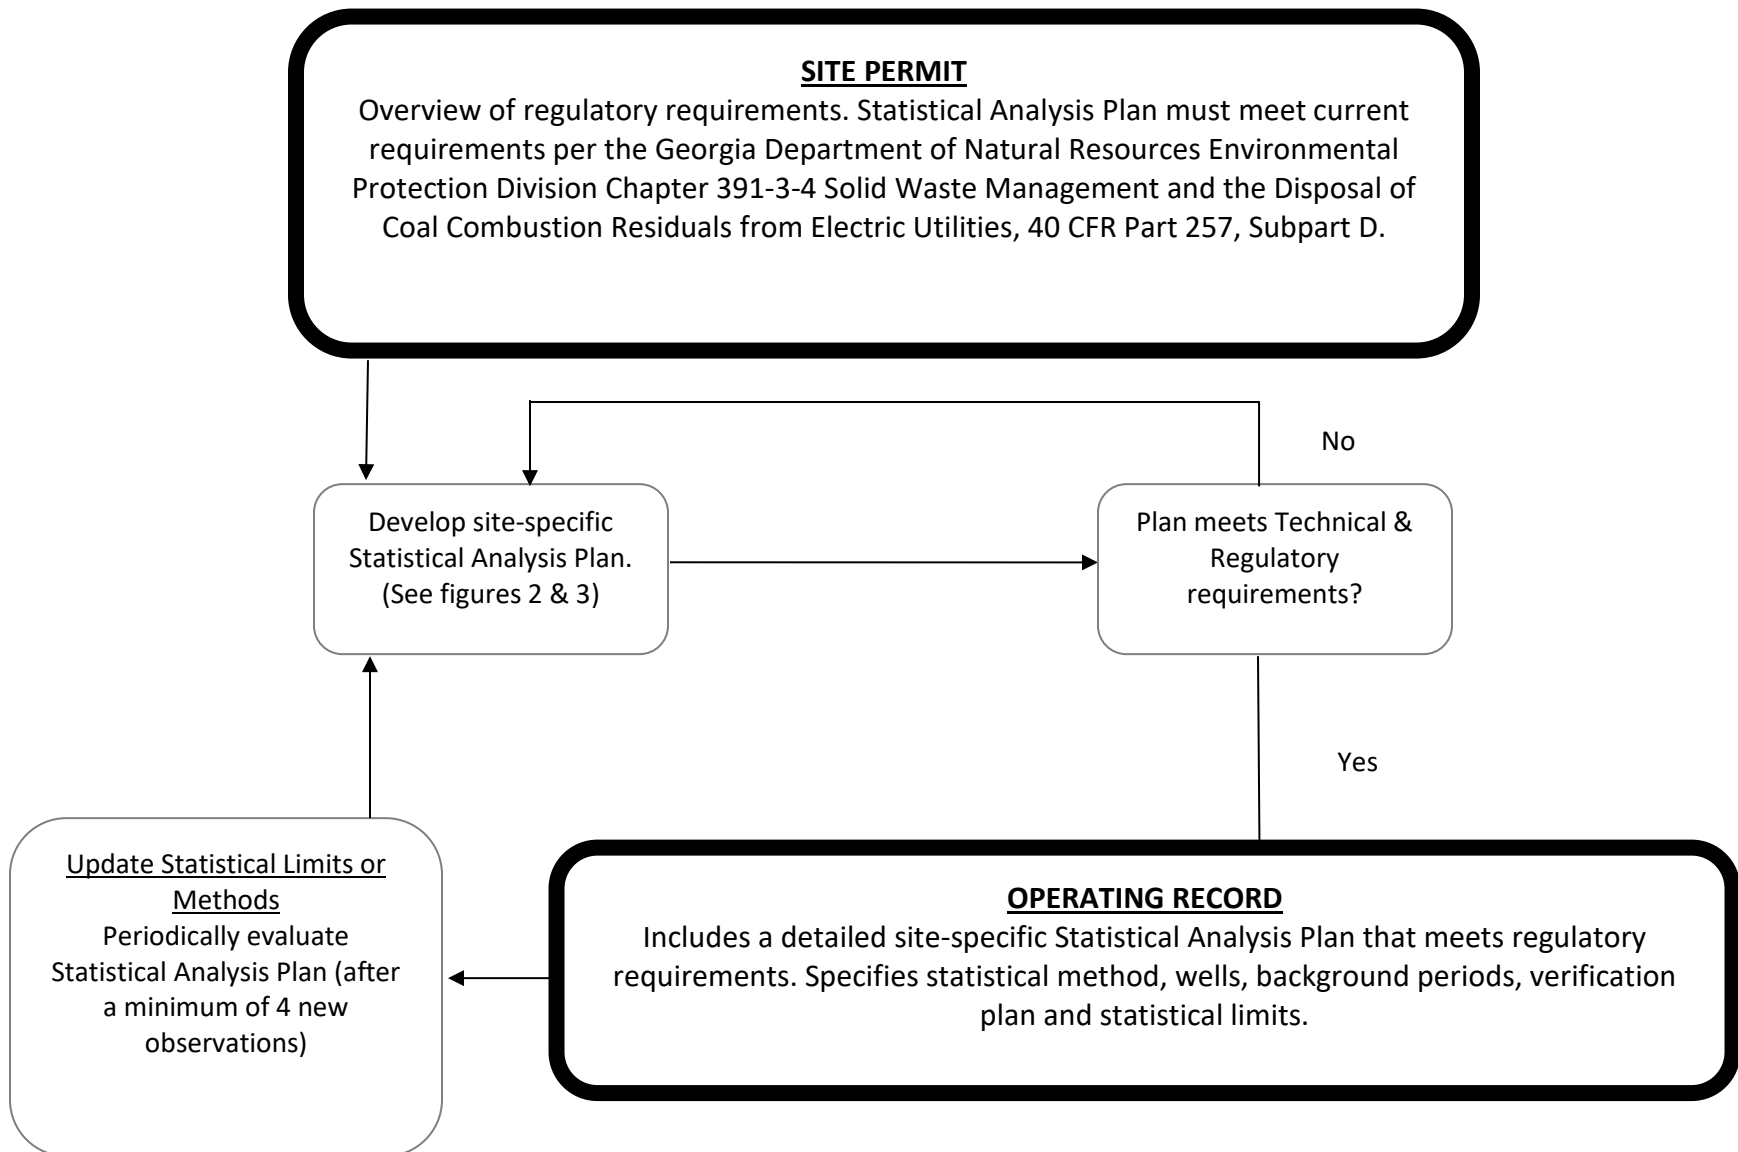 SITE PERMIT
Overview of regulatory requirements. Statistical Analysis Plan must meet current
requirements per the Georgia Department of Natural Resources Environmental
Protection Division Chapter 391-3-4 Solid Waste Management and the Disposal of
Coal Combustion Residuals from Electric Utilities, 40 CFR Part 257, Subpart D.
No
Develop site-specific
Statistical Analysis Plan.
(See figures 2 & 3)
Plan meets Technical &
Regulatory
requirements?
Yes
Update Statistical Limits or
Methods
Periodically evaluate
Statistical Analysis Plan (after
a minimum of 4 new
observations)
OPERATING RECORD
Includes a detailed site-specific Statistical Analysis Plan that meets regulatory
requirements. Specifies statistical method, wells, background periods, verification
plan and statistical limits.